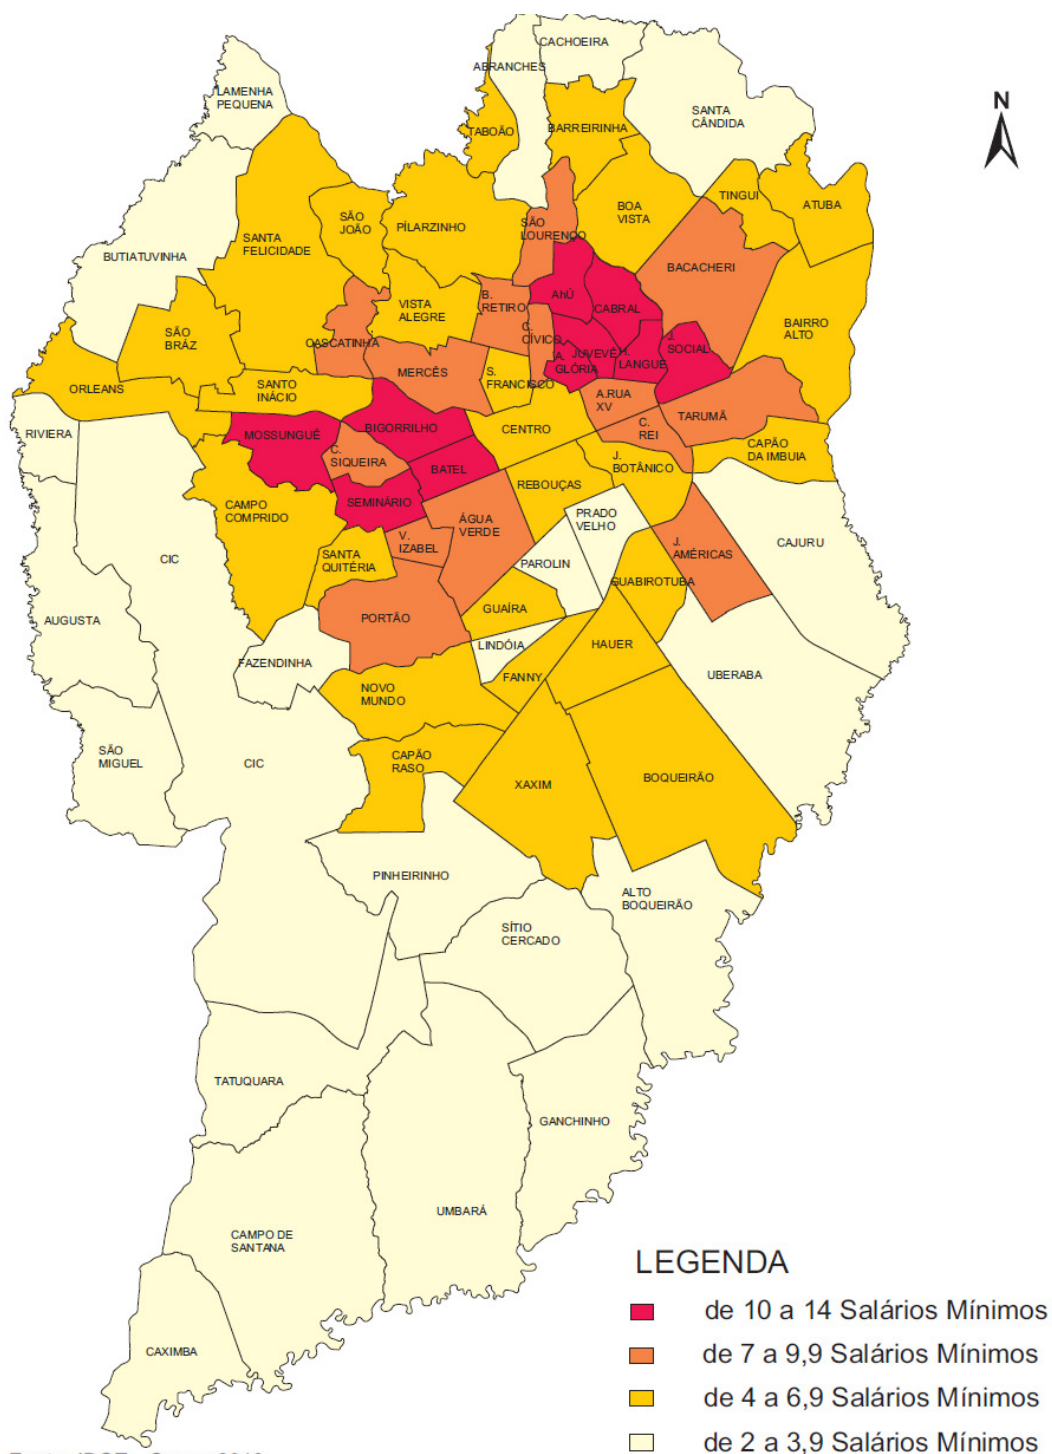 CACHOEIRA
ABRANCHES
LAMENHA
PEQUENA
SANTA
CÂNDIDA
N
TABOÃO
BARREIRINHA
TINGUI
ATUBA
BOA
VISTA
SÃO
JOÃO
PÍLARZINHO
SÃO
LOURENÇO
SANTA
FELICIDADE
BUTIATUVINHA
BACACHERI
AhÚ
CABRAL
B.
RETIRO
VISTA
ALEGRE
BAIRRO
ALTO
SÃO
BRÁZ
CASCATINHA
C.
CÍVICO
J.
SOCIAL
JUVEVÊ
H.
LANGUE
A.
GLÓRIA
MERCÊS
S.
FRANCISCO
ORLEANS
SANTO
INÁCIO
A.RUA
XV
TARUMÃ
RIVIERA
MOSSUNGUÊ
BIGORRILHO
CENTRO
C.
REI
CAPÃO
DA IMBUIA
C.
SIQUEIRA
BATEL
J.
BOTÂNICO
REBOUÇAS
SEMINÁRIO
CAMPO
COMPRIDO
ÁGUA
VERDE
PRADO
VELHO
V.
IZABEL
J.
AMÉRICAS
CAJURU
CIC
SANTA
QUITÉRIA
PAROLIN
GUABIROTUBA
AUGUSTA
PORTÃO
GUAÍRA
LINDÓIA
HAUER
FAZENDINHA
UBERABA
FANNY
NOVO
MUNDO
SÃO
MIGUEL
CIC
CAPÃO
RASO
XAXIM
BOQUEIRÃO
PINHEIRINHO
ALTO
BOQUEIRÃO
SÍTIO
CERCADO
TATUQUARA
GANCHINHO
UMBARÁ
CAMPO DE
SANTANA
CAXIMBA
LEGENDA
de 10 a 14 Salários Mínimos
de 7 a 9,9 Salários Mínimos
de 4 a 6,9 Salários Mínimos
de 2 a 3,9 Salários Mínimos